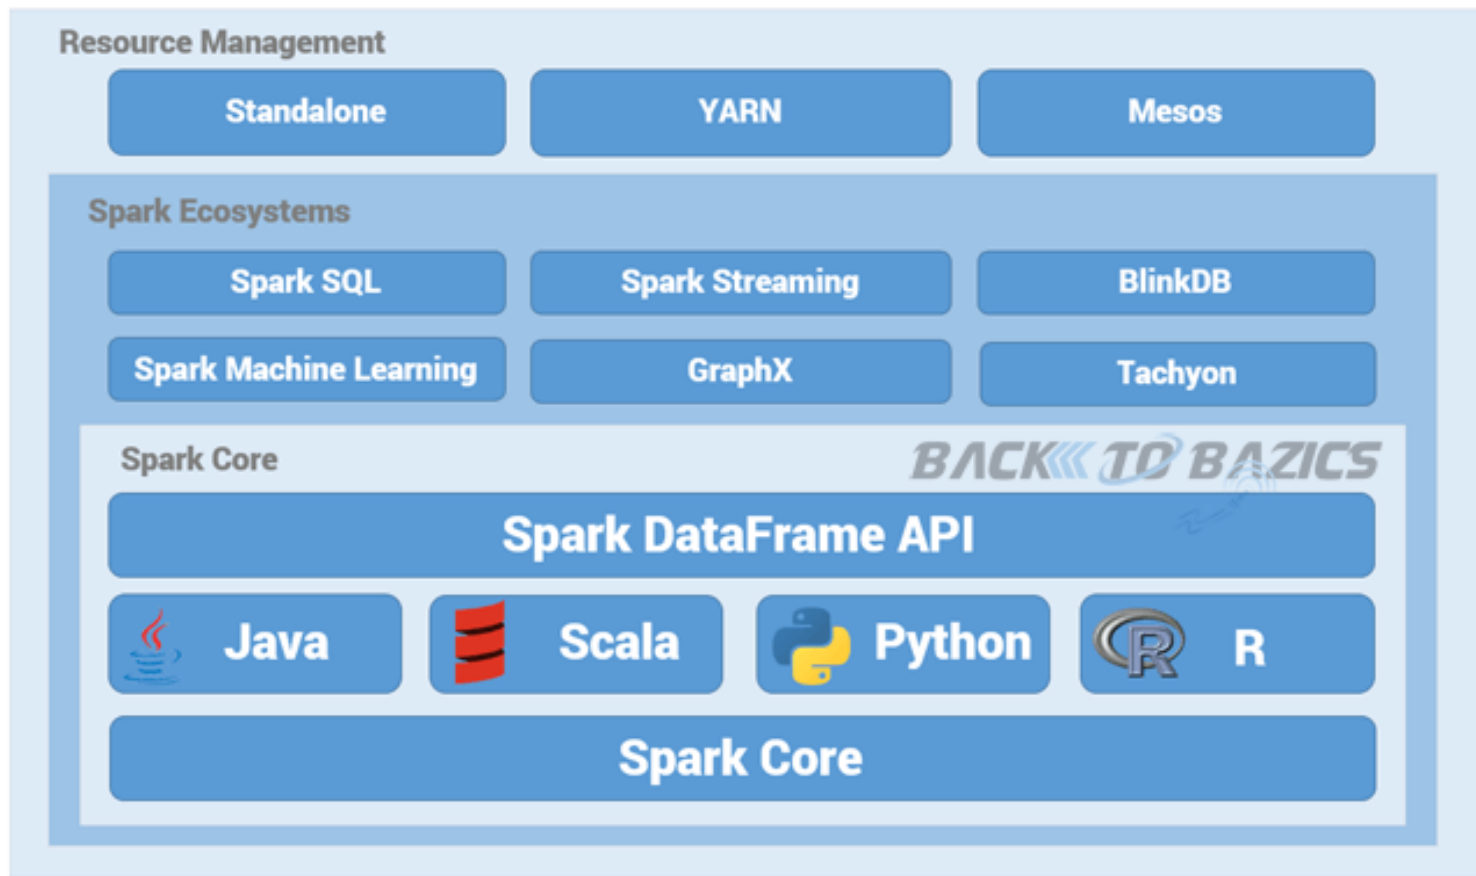 Resource Management
Standalone YARN Mesos
Spark Ecosystems
Spark SQL Spark Streaming BlinkDB
Spark Machine Learning GraphX Tachyon
Spark Core BACK TO BAZICS
Spark DataFrame API
Java Scala Python R R
Spark Core